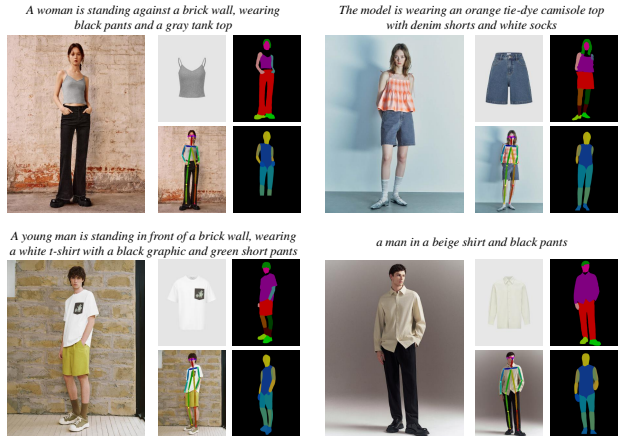 A woman is standing against a brick wall, wearing
black pants and a gray tank top
The model is wearing an orange tie-dye camisole top
with denim shorts and white socks
A young man is standing in front of a brick wall, wearing
a white t-shirt with a black graphic and green short pants
a man in a beige shirt and black pants